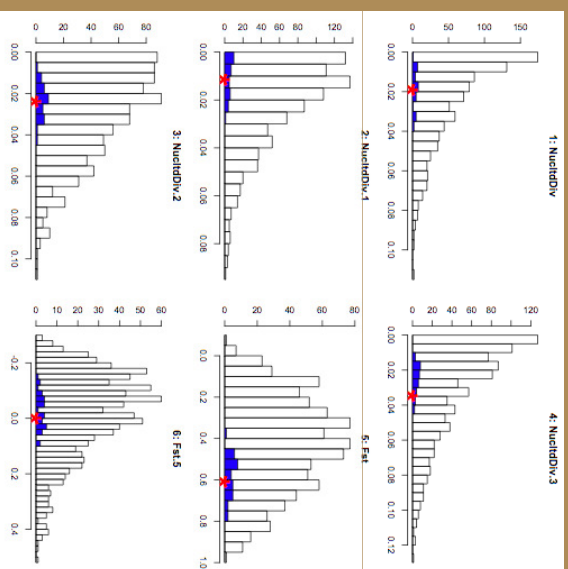 1: NucltdDiv
0 50 100 150
0.00 0.05 0.10 0.15 0.20 0.25
2: NucltdDiv.1
0 20 40 60 80 120
0.00 0.02 0.04 0.06 0.08
3: NucltdDiv.2
0 20 40 60 80
0.00 0.02 0.04 0.06 0.08 0.10
4: NucltdDiv.3
0 20 40 60 80 120
0.00 0.02 0.04 0.06 0.08 0.10 0.12
5: Fst
0 20 40 60 80
0.0 0.2 0.4 0.6 0.8 1.0
6: Fst.5
0 10 20 30 40 50 60
-0.2 0.0 0.2 0.4